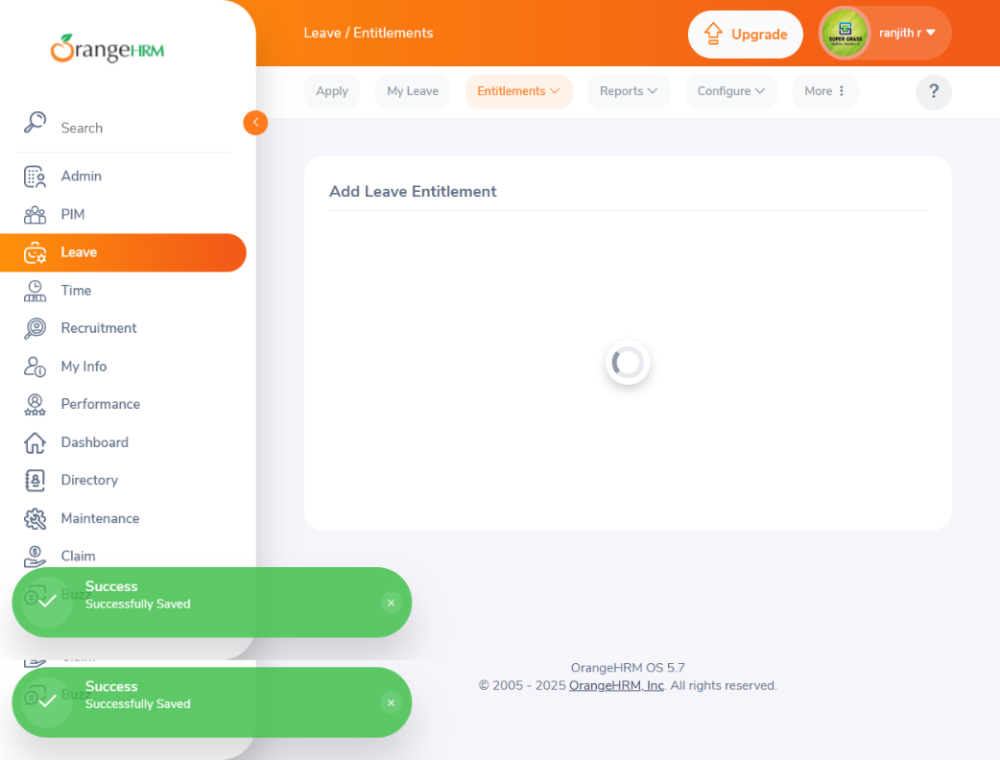 OrangeHRM
Leave / Entitlements
Upgrade
SUPER GRASS
ranjith r
Apply
My Leave
Entitlements
Reports
Configure
More
?
Search
Admin
PIM
Leave
Time
Recruitment
My Info
Performance
Dashboard
Directory
Maintenance
Claim
Buzz
Add Leave Entitlement
Success
Successfully Saved
Claim
Buzz
Success
Successfully Saved
OrangeHRM OS 5.7
© 2005 - 2025 OrangeHRM, Inc. All rights reserved.